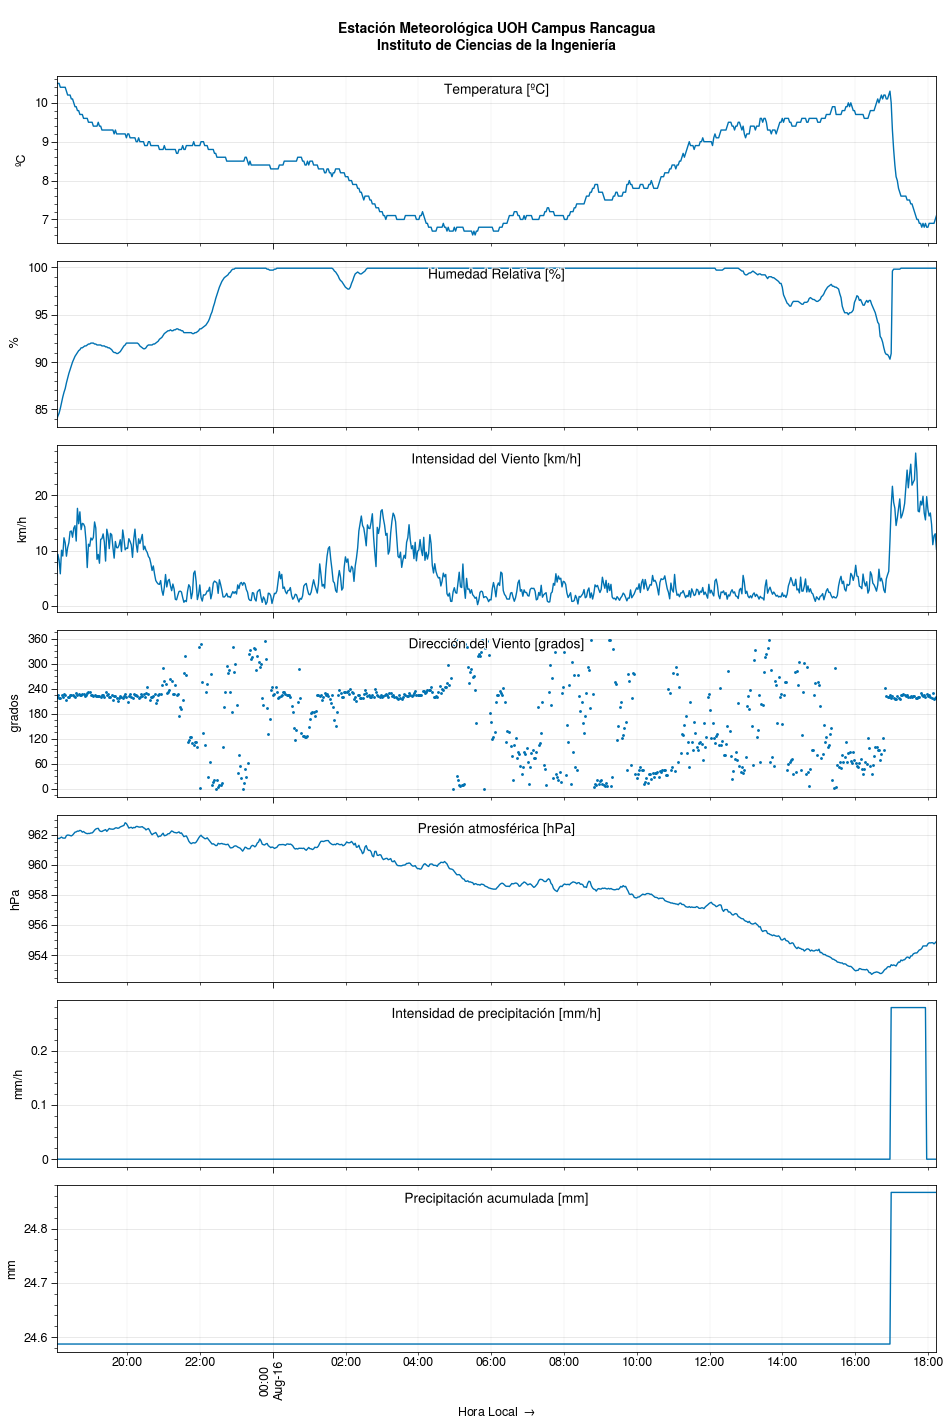 Estación Meteorológica UOH Campus Rancagua
Instituto de Ciencias de la Ingeniería
Temperatura [ºC]
ºC
10
9
8
7
Humedad Relativa [%]
%
100
95
90
85
Intensidad del Viento [km/h]
km/h
20
10
0
Dirección del Viento [grados]
grados
360
300
240
180
120
60
0
Presión atmosférica [hPa]
hPa
962
960
958
956
954
Intensidad de precipitación [mm/h]
mm/h
0.2
0.1
0
Precipitación acumulada [mm]
mm
24.8
24.7
24.6
20:00 22:00 00:00 02:00 04:00 06:00 08:00 10:00 12:00 14:00 16:00 18:00
Aug-16
Hora Local →